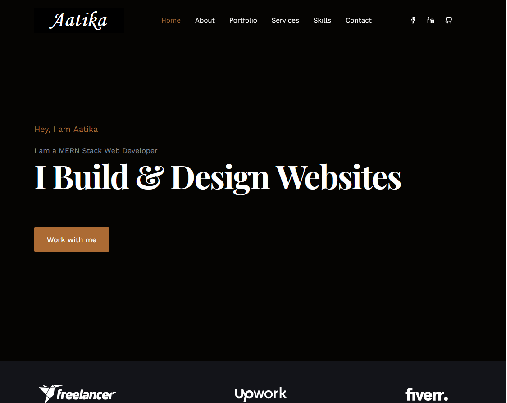 Aatika
Home About Portfolio Services Skills Contact
Hey, I am Aatika
I am a MERN Stack Web Developer
I Build & Design Websites
Work with me
freelancer
Upwork
fiverr.